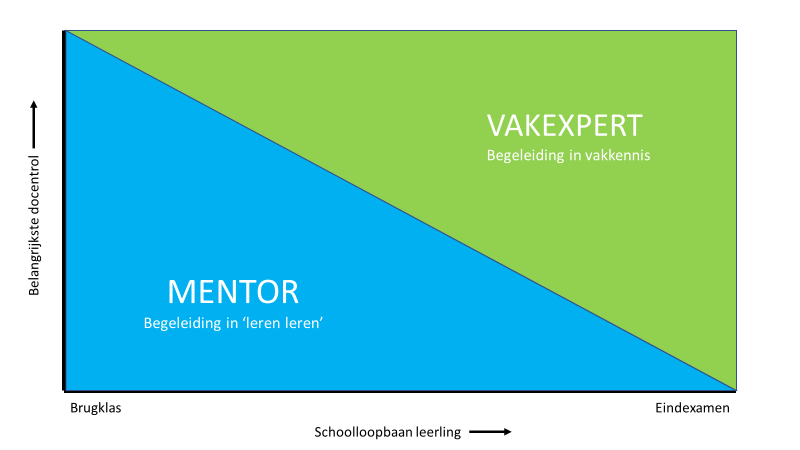 VAKEXPERT
Begeleiding in vakkennis
Belangrijkste docentrol
MENTOR
Begeleiding in ‘leren leren’
Brugklas
Eindexamen
Schoolloopbaan leerling